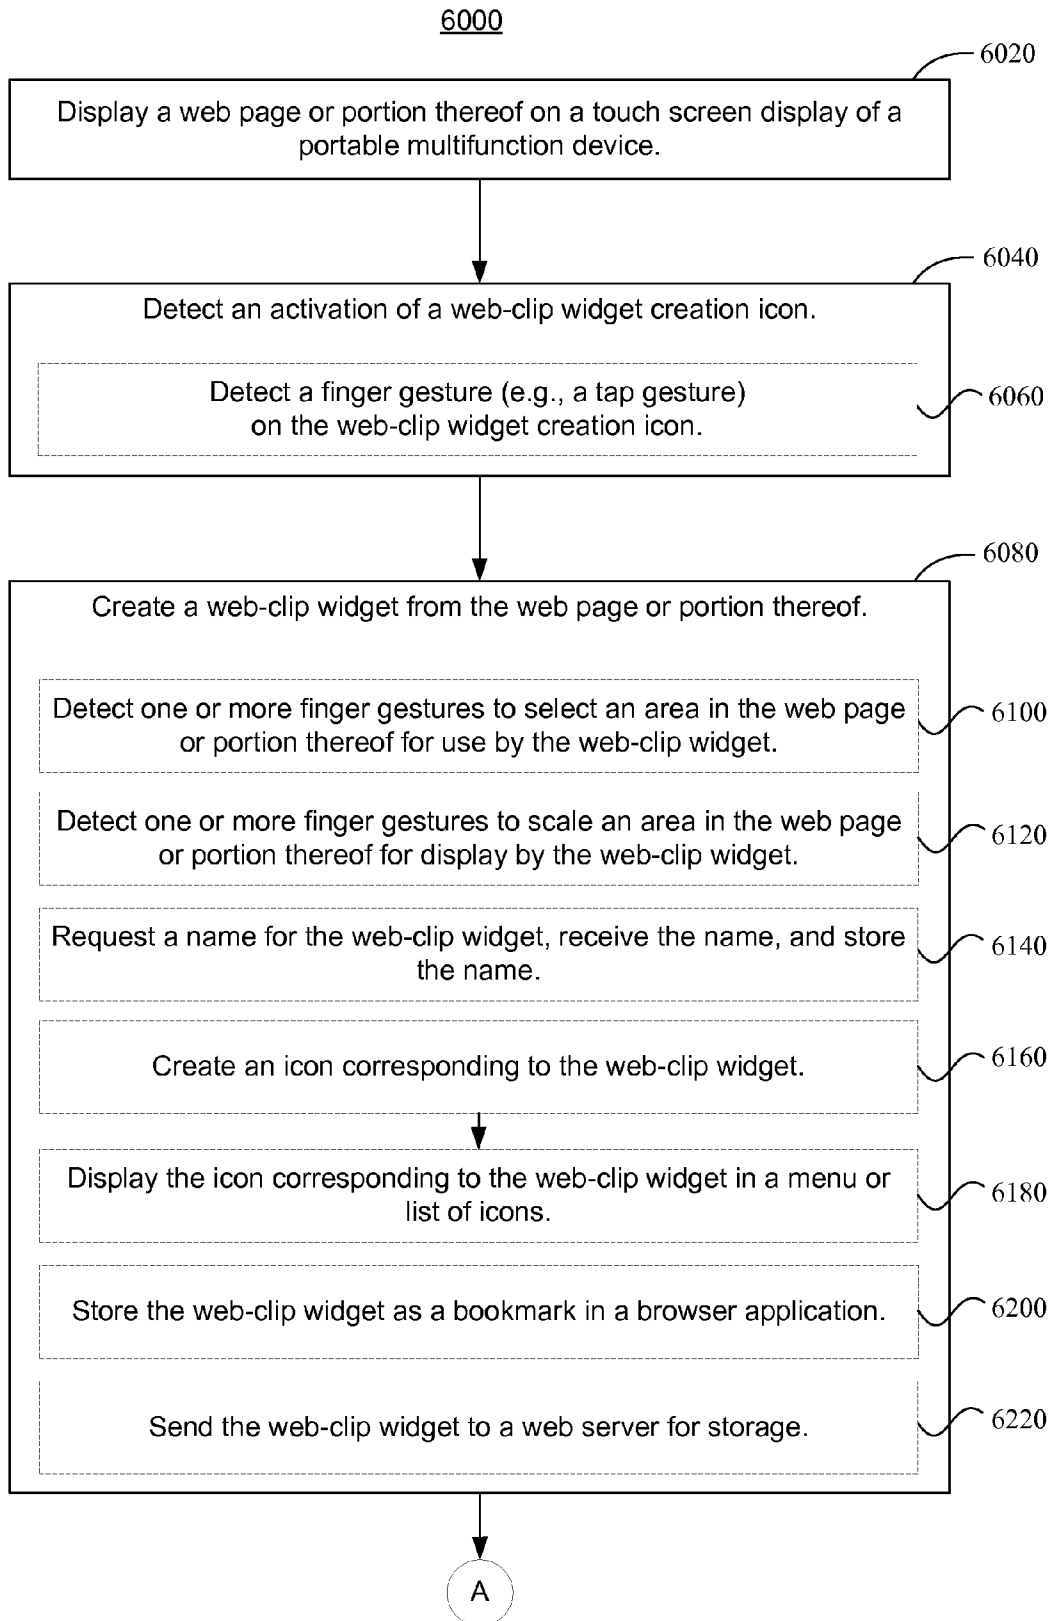 6000
6020
Display a web page or portion thereof on a touch screen display of a
portable multifunction device.
6040
Detect an activation of a web-clip widget creation icon.
Detect a finger gesture (e.g., a tap gesture)
on the web-clip widget creation icon.
6060
6080
Create a web-clip widget from the web page or portion thereof.
Detect one or more finger gestures to select an area in the web page
or portion thereof for use by the web-clip widget.
6100
Detect one or more finger gestures to scale an area in the web page
or portion thereof for display by the web-clip widget.
6120
Request a name for the web-clip widget, receive the name, and store
the name.
6140
Create an icon corresponding to the web-clip widget.
6160
Display the icon corresponding to the web-clip widget in a menu or
list of icons.
6180
Store the web-clip widget as a bookmark in a browser application.
6200
Send the web-clip widget to a web server for storage.
6220
A